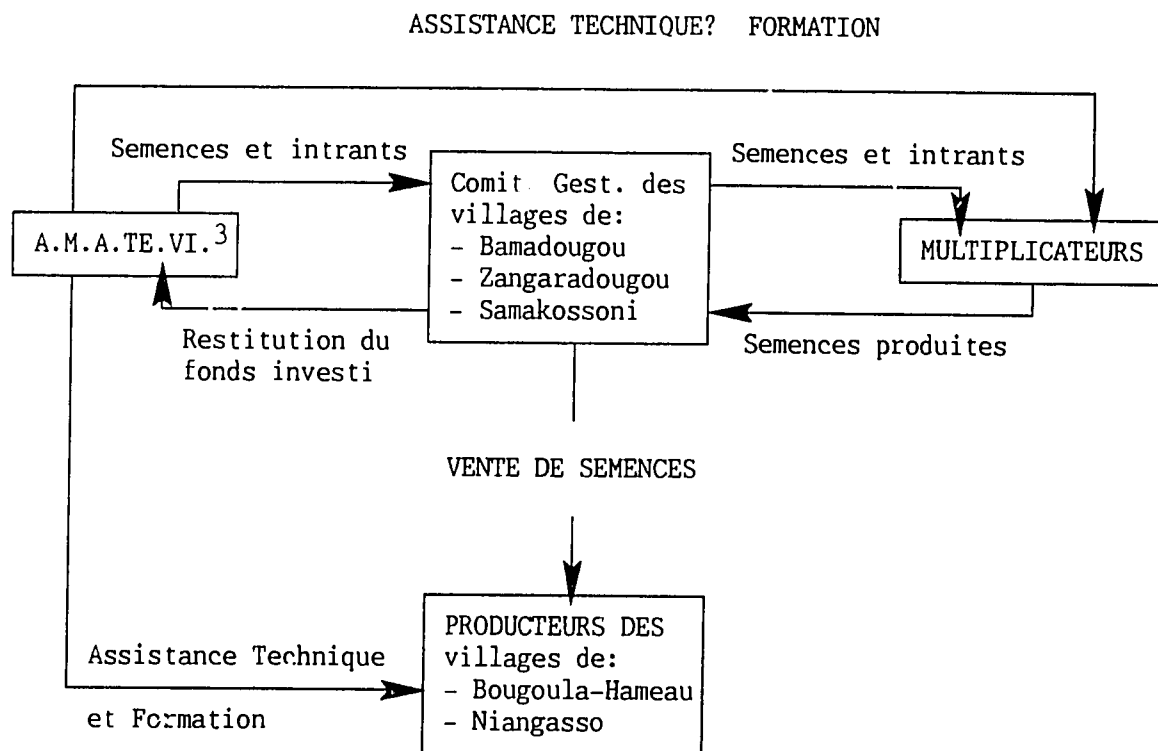 ASSISTANCE TECHNIQUE? FORMATION
Semences et intrants
Semences et intrants
Comit Gest. des
villages de:
- Bamadougou
- Zangaradougou
- Samakossoni
A.M.A.TE.VI.3
MULTIPLICATEURS
Restitution du
fonds investi
Semences produites
VENTE DE SEMENCES
PRODUCTEURS DES
villages de:
- Bougoula-Hameau
- Niangasso
Assistance Technique
et Formation